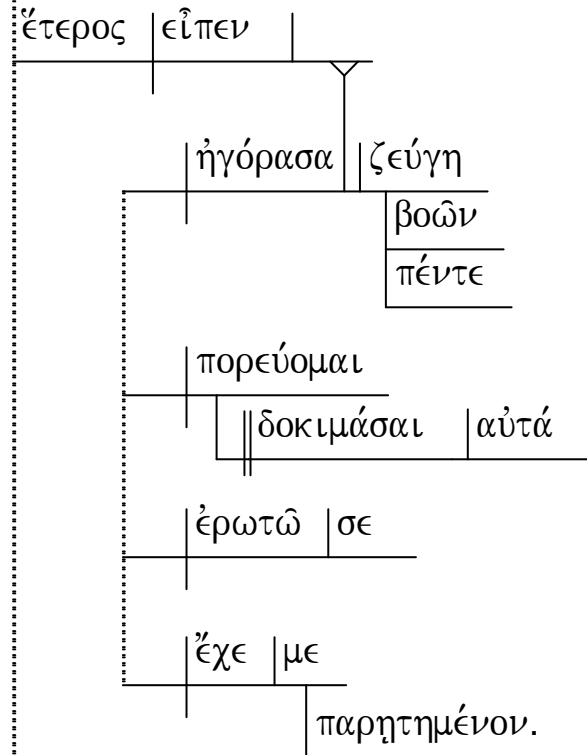 ἕτερος εἶπεν
ἠγόρασα ζεύγη
βοῶν
πέντε
πορεύομαι
δοκιμάσαι αὐτά
ἐρωτῶ σε
ἔχε με
παρῃτημένον.